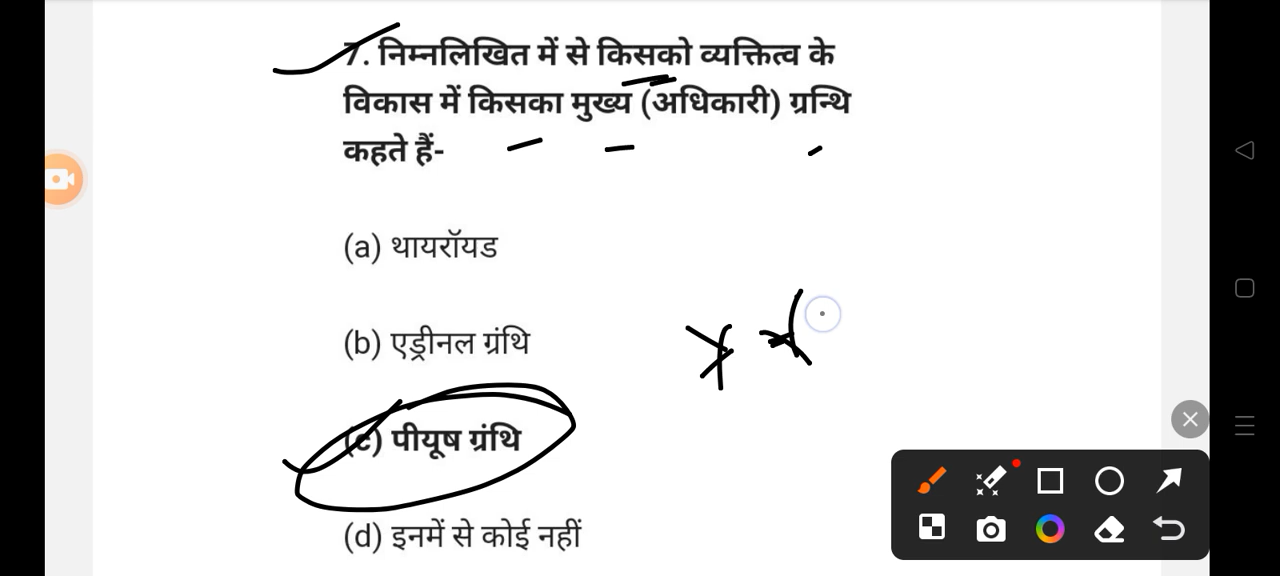 7. निम्नलिखित में से किसको व्यक्तित्व के
विकास में किसका मुख्य (अधिकारी) ग्रन्थि
कहते हैं-
(a) थायरॉयड
(b) एड्रीनल ग्रंथि
(c) पीयूष ग्रंथि
(d) इनमें से कोई नहीं